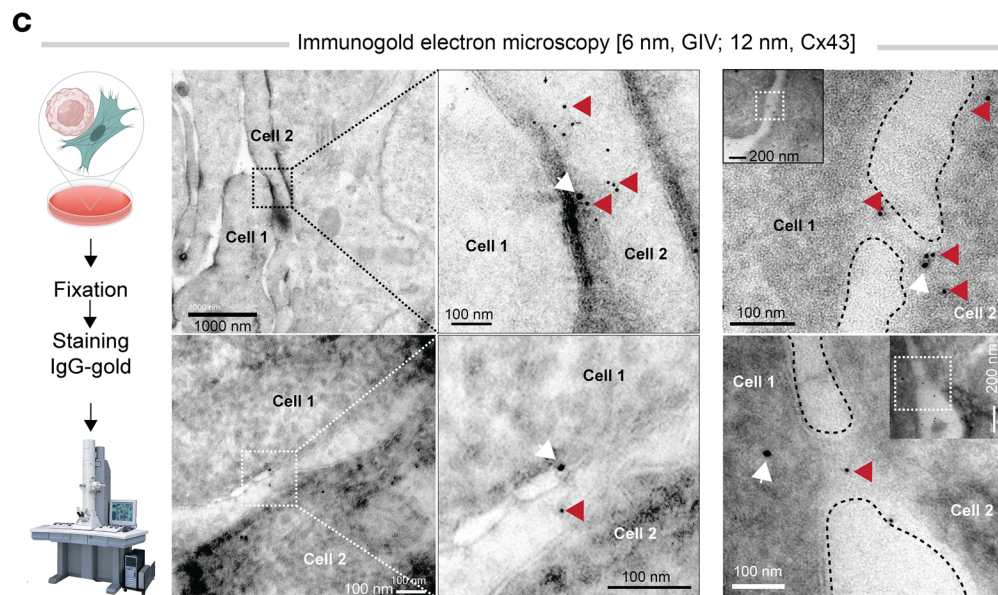 C
Immunogold electron microscopy [6 nm, GIV; 12 nm, Cx43]
Fixation
Staining
IgG-gold
Cell 2
Cell 1
1000 nm
1000 nm
Cell 1
Cell 2
100 nm
200 nm
Cell 1
Cell 2
100 nm
Cell 1
Cell 2
100 nm
100 nm
Cell 1
Cell 2
100 nm
Cell 1
200 nm
Cell 2
100 nm